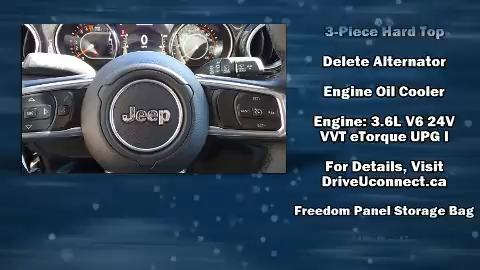 3-Piece Hard Top
Delete Alternator
Engine Oil Cooler
Engine: 3.6L V6 24V
VVT eTorque UPG I
For Details, Visit
DriveUconnect.ca
Freedom Panel Storage Bag
Jeep
0